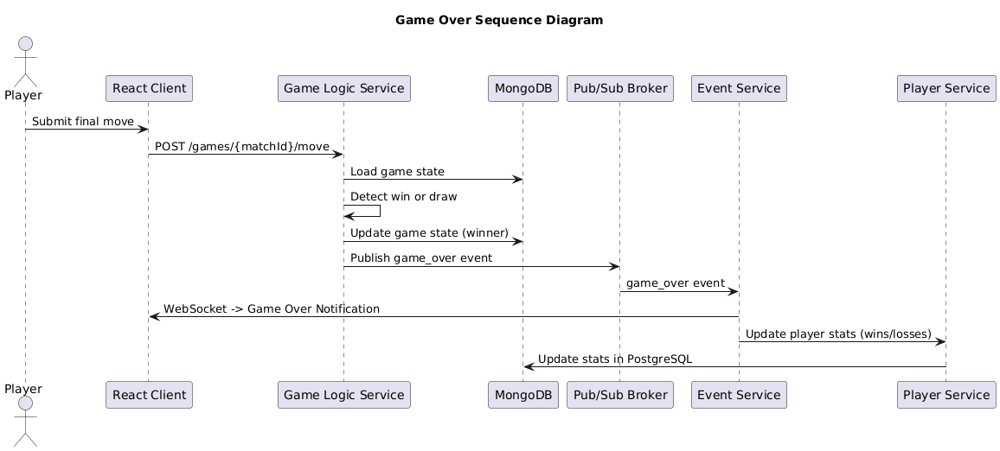 Game Over Sequence Diagram
Player
React Client
Game Logic Service
MongoDB
Pub/Sub Broker
Event Service
Player Service
Submit final move
POST /games/{matchId}/move
Load game state
Detect win or draw
Update game state (winner)
Publish game_over event
game_over event
WebSocket -> Game Over Notification
Update player stats (wins/losses)
Update stats in PostgreSQL
Player
React Client
Game Logic Service
MongoDB
Pub/Sub Broker
Event Service
Player Service